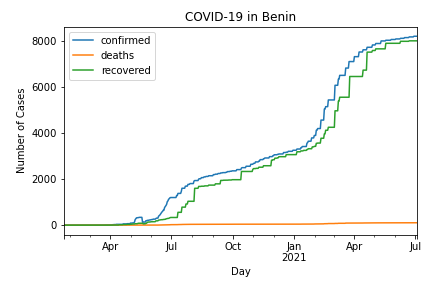 COVID-19 in Benin
confirmed
deaths
recovered
Number of Cases
8000
6000
4000
2000
0
Apr
Jul
Oct
Jan
2021
Apr
Jul
Day